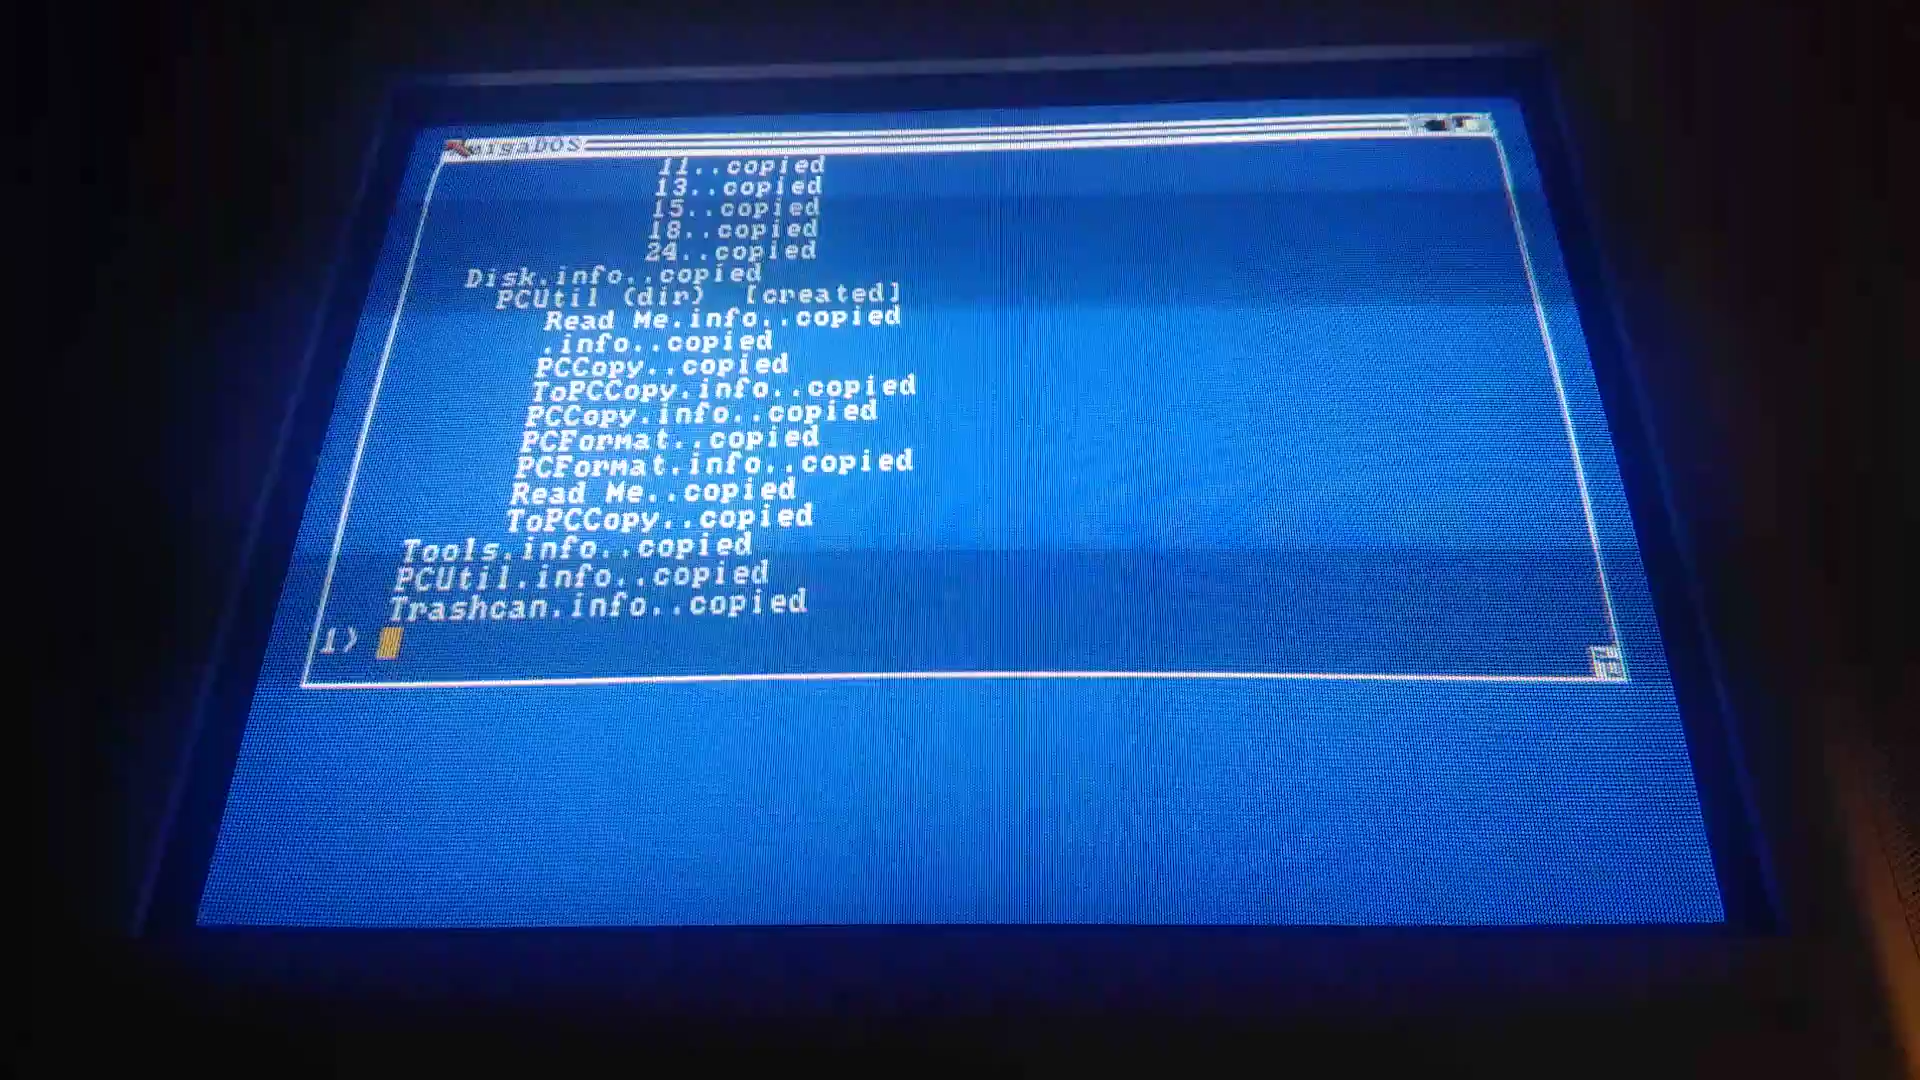 AmigaDOS
11..copied
13..copied
15..copied
18..copied
24..copied
Disk.info..copied
PCUtil (dir) [created]
Read Me.info..copied
.info..copied
PCCopy..copied
ToPCCopy.info..copied
PCCopy.info..copied
PCFormat..copied
PCFormat.info..copied
Read Me..copied
ToPCCopy..copied
Tools.info..copied
PCUtil.info..copied
Trashcan.info..copied
1>